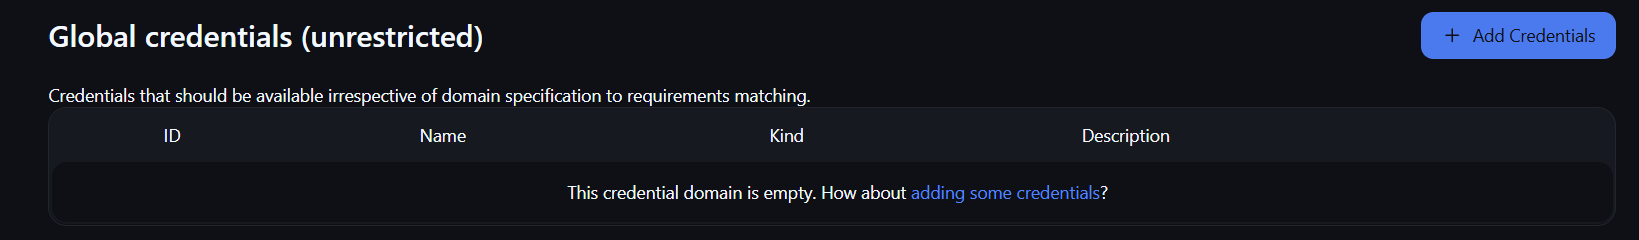 Global credentials (unrestricted)
+ Add Credentials
Credentials that should be available irrespective of domain specification to requirements matching.
ID Name Kind Description
This credential domain is empty. How about adding some credentials?